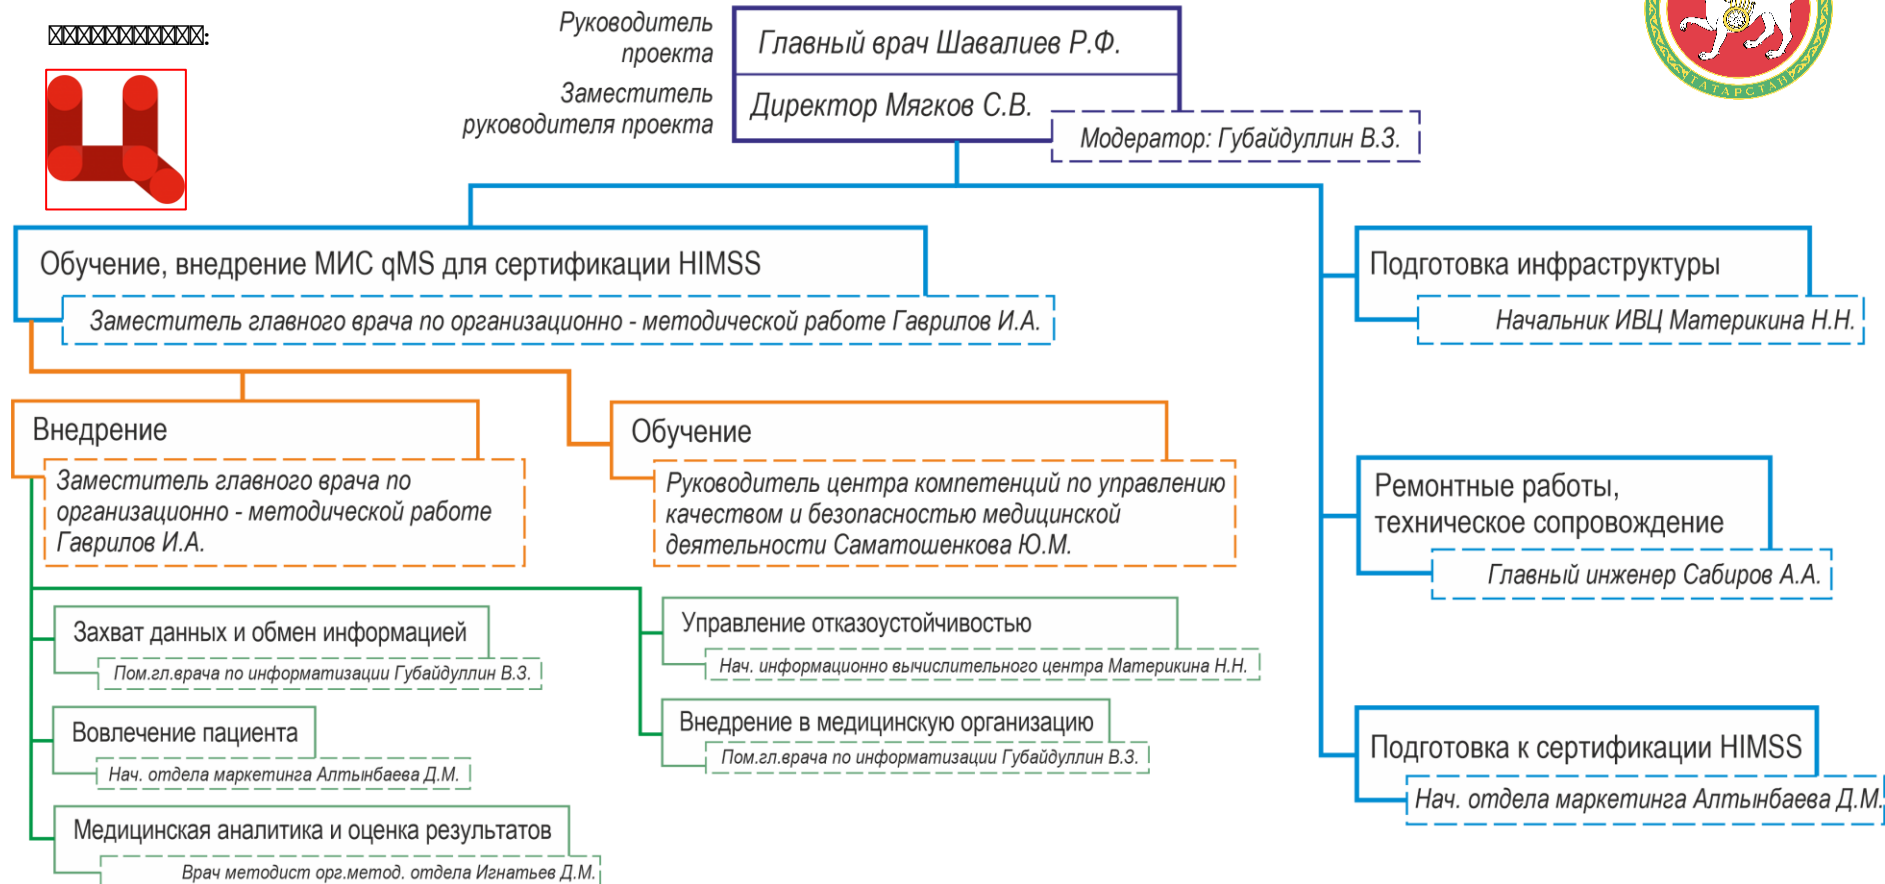 Руководитель
проекта
Главный врач Шавалиев Р.Ф.
Заместитель
руководителя проекта
Директор Мягков С.В.
Модератор: Губайдуллин В.З.
ТАТАРСТАН
Обучение, внедрение МИС qMS для сертификации HIMSS
Заместитель главного врача по организационно - методической работе Гаврилов И.А.
Подготовка инфраструктуры
Начальник ИВЦ Материкина Н.Н.
Внедрение
Заместитель главного врача по
организационно - методической работе
Гаврилов И.А.
Обучение
Руководитель центра компетенций по управлению
качеством и безопасностью медицинской
деятельности Саматошенкова Ю.М.
Ремонтные работы,
техническое сопровождение
Главный инженер Сабиров А.А.
Захват данных и обмен информацией
Пом.гл.врача по информатизации Губайдуллин В.З.
Управление отказоустойчивостью
Нач. информационно вычислительного центра Материкина Н.Н.
Вовлечение пациента
Нач. отдела маркетинга Алтынбаева Д.М.
Внедрение в медицинскую организацию
Пом.гл.врача по информатизации Губайдуллин В.З.
Подготовка к сертификации HIMSS
Нач. отдела маркетинга Алтынбаева Д.М.
Медицинская аналитика и оценка результатов
Врач методист орг.метод. отдела Игнатьев Д.М.